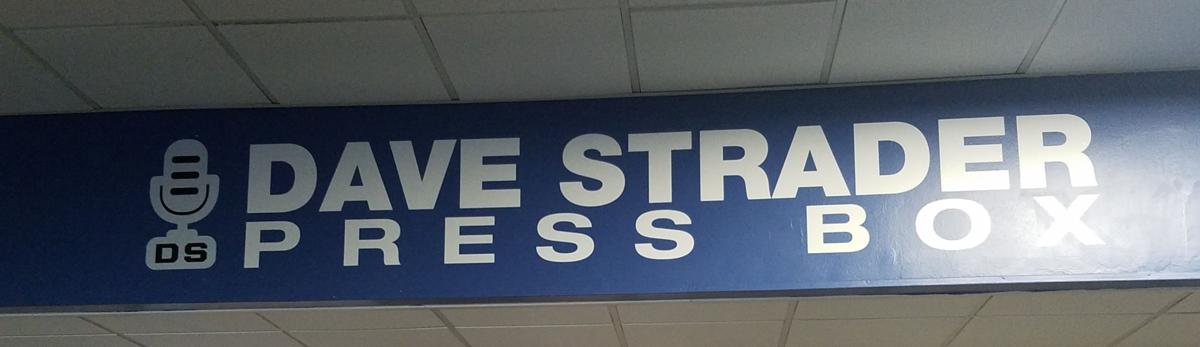 DAVE STRADER
DS PRESS BOX